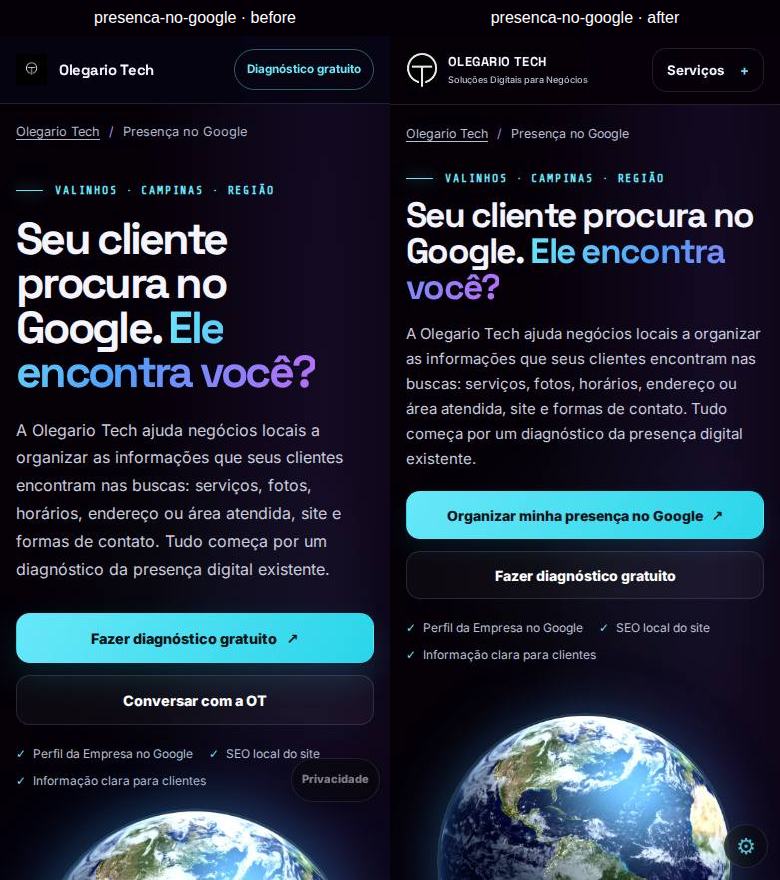 presenca-no-google · before
Olegario Tech
Diagnóstico gratuito
Olegario Tech / Presença no Google
VALINHOS · CAMPINAS · REGIÃO
Seu cliente
procura no
Google. Ele
encontra você?
A Olegario Tech ajuda negócios locais a
organizar as informações que seus clientes
encontram nas buscas: serviços, fotos,
horários, endereço ou área atendida, site e
formas de contato. Tudo começa por um
diagnóstico da presença digital existente.
Fazer diagnóstico gratuito ↗
Conversar com a OT
✓ Perfil da Empresa no Google ✓ SEO local do site
✓ Informação clara para clientes
Privacidade
presenca-no-google · after
OLEGARIO TECH
Soluções Digitais para Negócios
Serviços +
Olegario Tech / Presença no Google
VALINHOS · CAMPINAS · REGIÃO
Seu cliente procura no
Google. Ele encontra
você?
A Olegario Tech ajuda negócios locais a organizar
as informações que seus clientes encontram nas
buscas: serviços, fotos, horários, endereço ou
área atendida, site e formas de contato. Tudo
começa por um diagnóstico da presença digital
existente.
Organizar minha presença no Google ↗
Fazer diagnóstico gratuito
✓ Perfil da Empresa no Google ✓ SEO local do site
✓ Informação clara para clientes